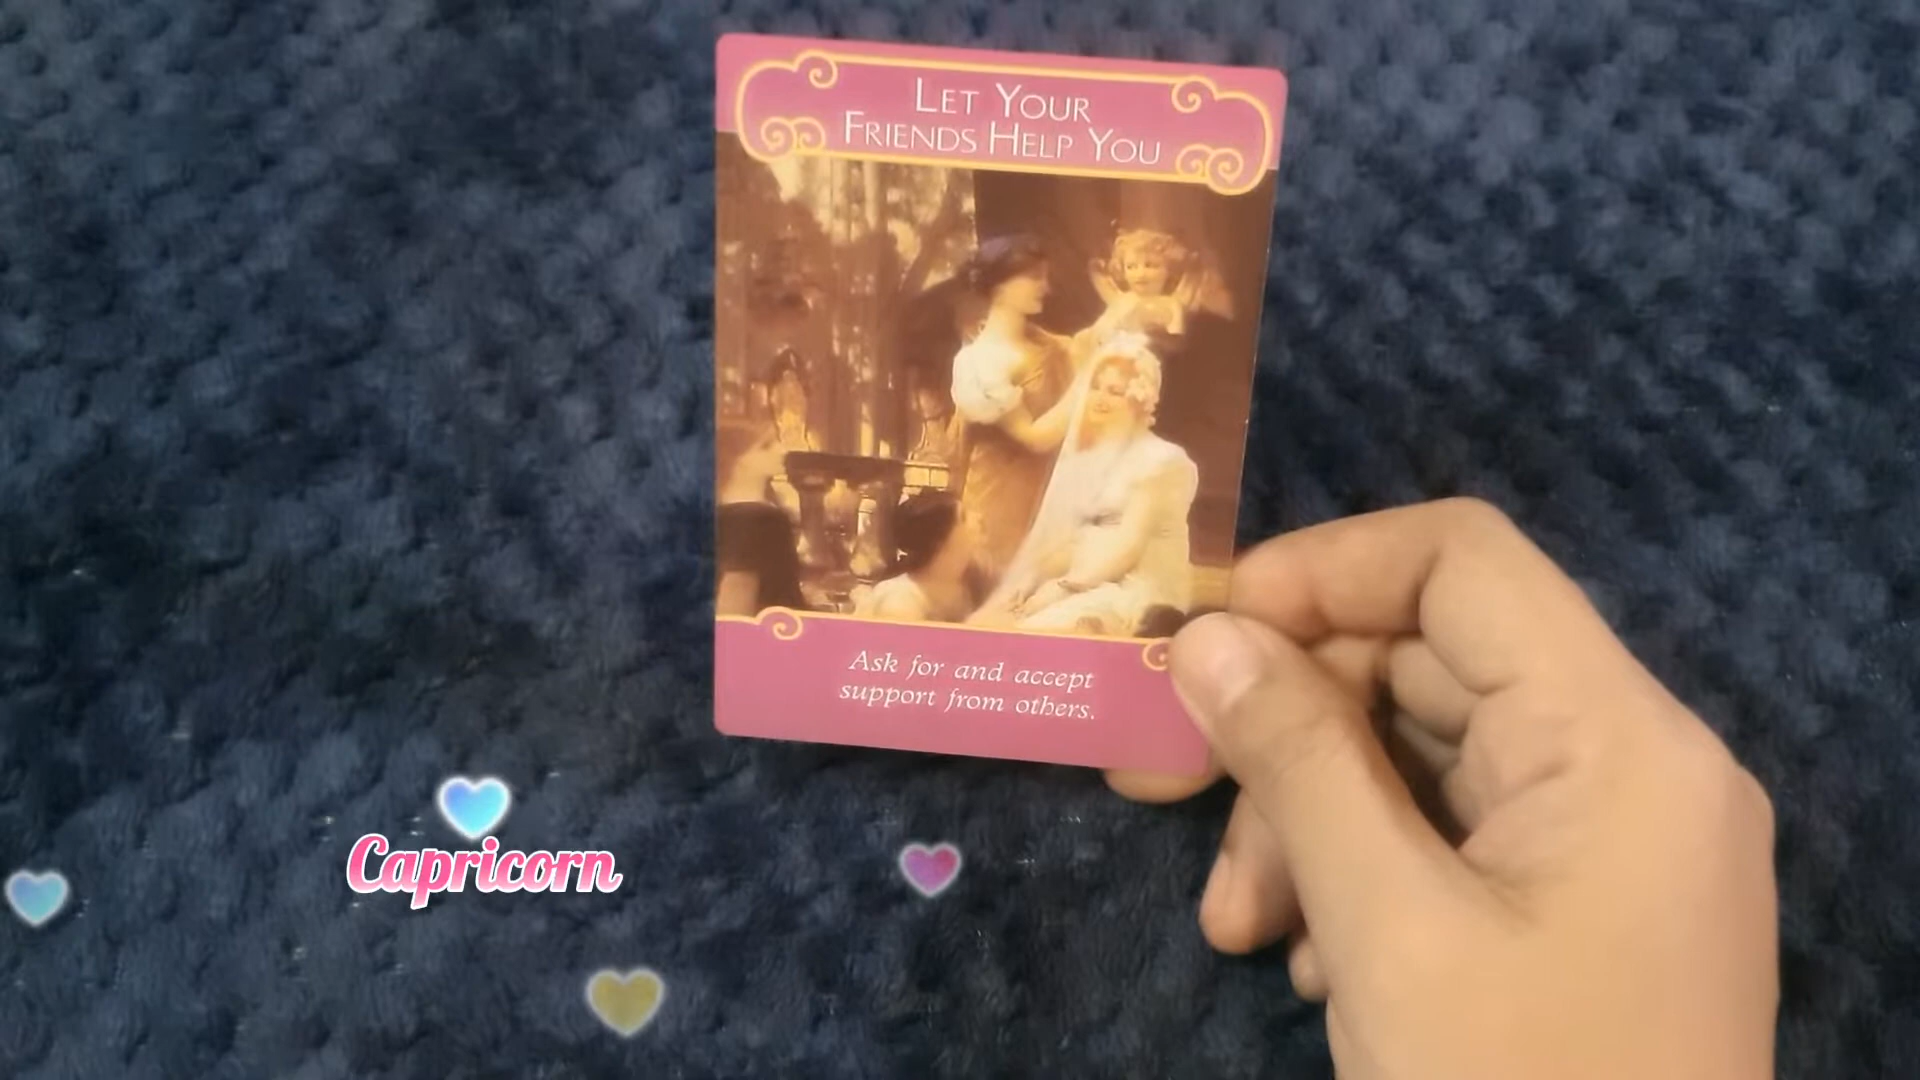 Let Your
Friends Help You
Ask for and accept
support from others.
Capricorn